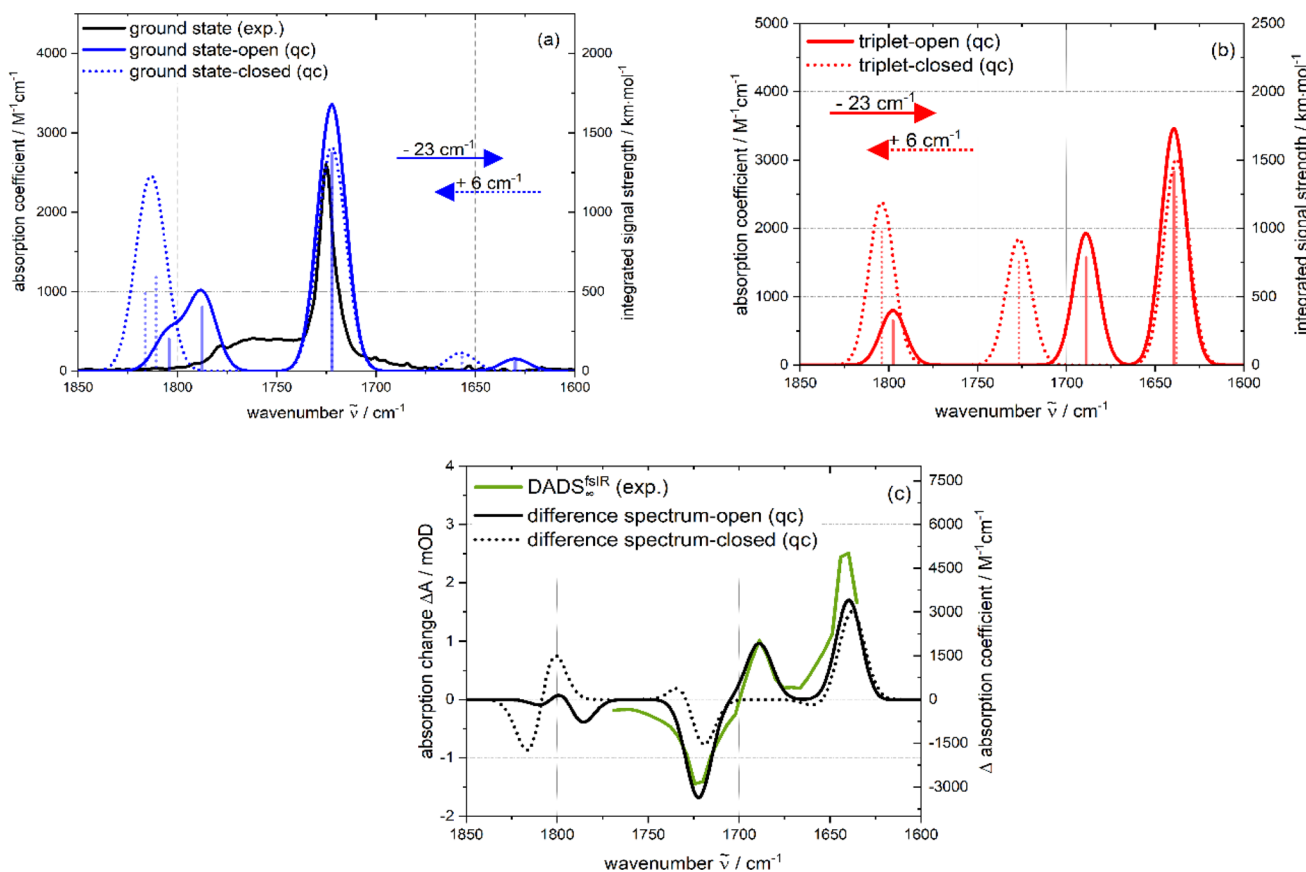 ground state (exp.)
ground state-open (qc)
ground state-closed (qc)
(a)
absorption coefficient / M⁻¹cm⁻¹
4000
3000
2000
1000
0
2000
1500
1000
500
0
integrated signal strength / km·mol⁻¹
- 23 cm⁻¹
+ 6 cm⁻¹
1850 1800 1750 1700 1650 1600
wavenumber ν̃ / cm⁻¹
triplet-open (qc)
triplet-closed (qc)
(b)
absorption coefficient / M⁻¹cm
5000
4000
3000
2000
1000
0
2500
2000
1500
1000
500
0
integrated signal strength / km·mol⁻¹
- 23 cm⁻¹
+ 6 cm⁻¹
1850 1800 1750 1700 1650 1600
wavenumber ν̃ / cm⁻¹
DADS∞^fsIR (exp.)
difference spectrum-open (qc)
difference spectrum-closed (qc)
(c)
absorption change ΔA / mOD
4
3
2
1
0
-1
-2
7500
6000
4500
3000
1500
0
-1500
-3000
Δ absorption coefficient / M⁻¹cm⁻¹
1850 1800 1750 1700 1650 1600
wavenumber ν̃ / cm⁻¹